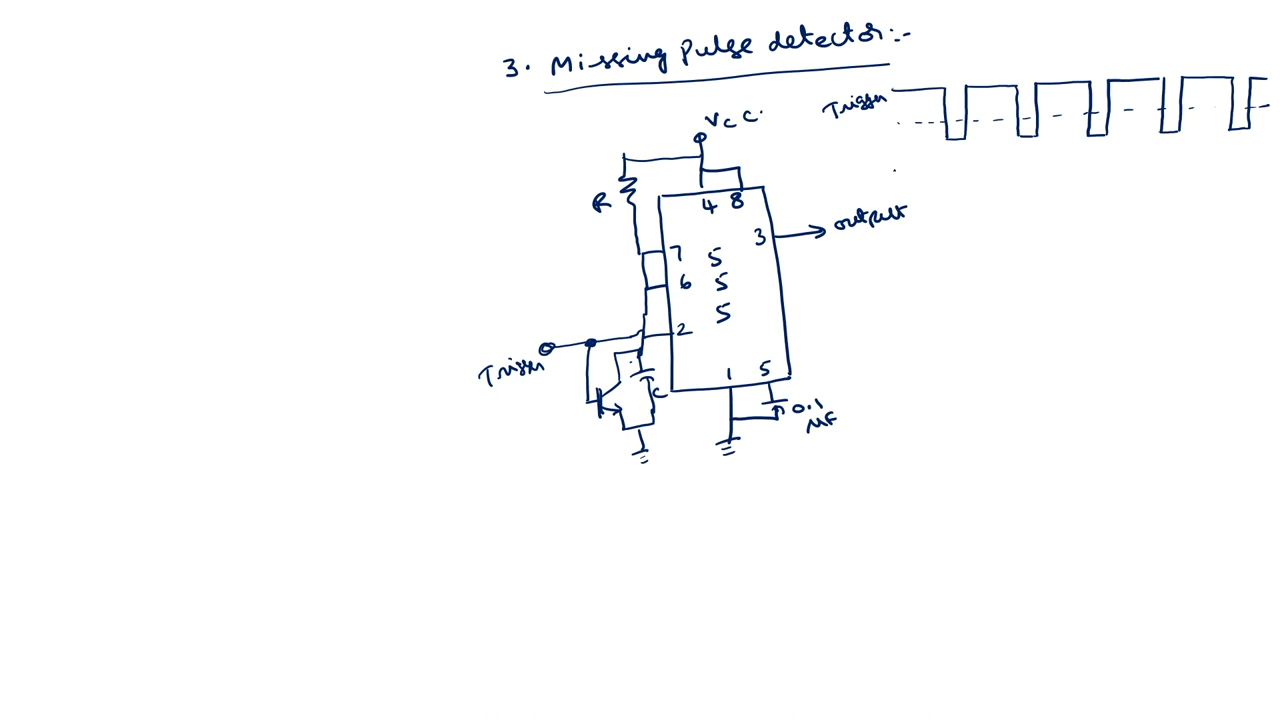 3. Missing Pulse detector:-
Trigger
VCC.
R
4 8
3 output
7 5
6 5
5
2
Trigger
C
1 5
0.1
MF